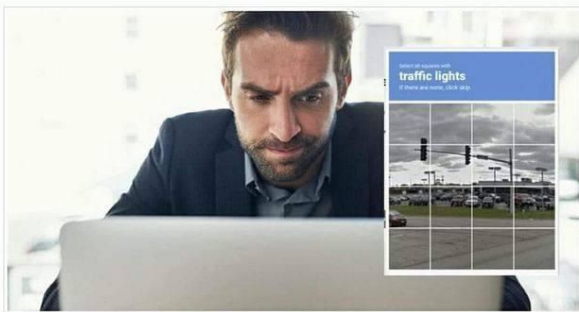 Select all squares with
traffic lights
If there are none, click skip